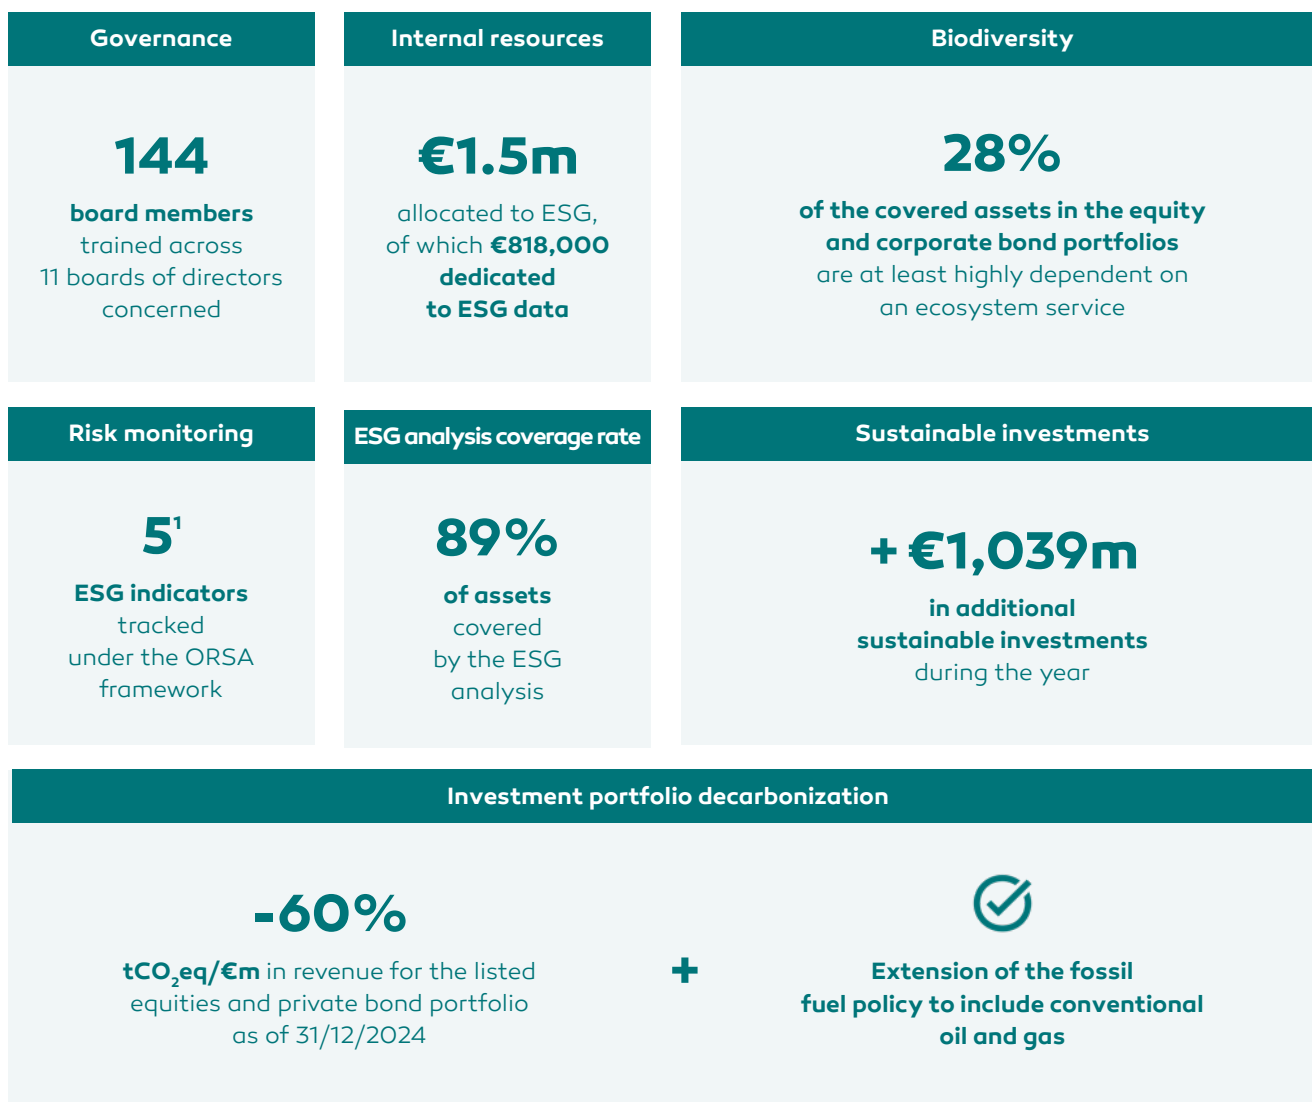 Governance
144
board members
trained across
11 boards of directors
concerned
Internal resources
€1.5m
allocated to ESG,
of which €818,000
dedicated
to ESG data
Biodiversity
28%
of the covered assets in the equity
and corporate bond portfolios
are at least highly dependent on
an ecosystem service
Risk monitoring
5¹
ESG indicators
tracked
under the ORSA
framework
ESG analysis coverage rate
89%
of assets
covered
by the ESG
analysis
Sustainable investments
+ €1,039m
in additional
sustainable investments
during the year
Investment portfolio decarbonization
-60%
tCO₂eq/€m in revenue for the listed
equities and private bond portfolio
as of 31/12/2024
+
Extension of the fossil
fuel policy to include conventional
oil and gas